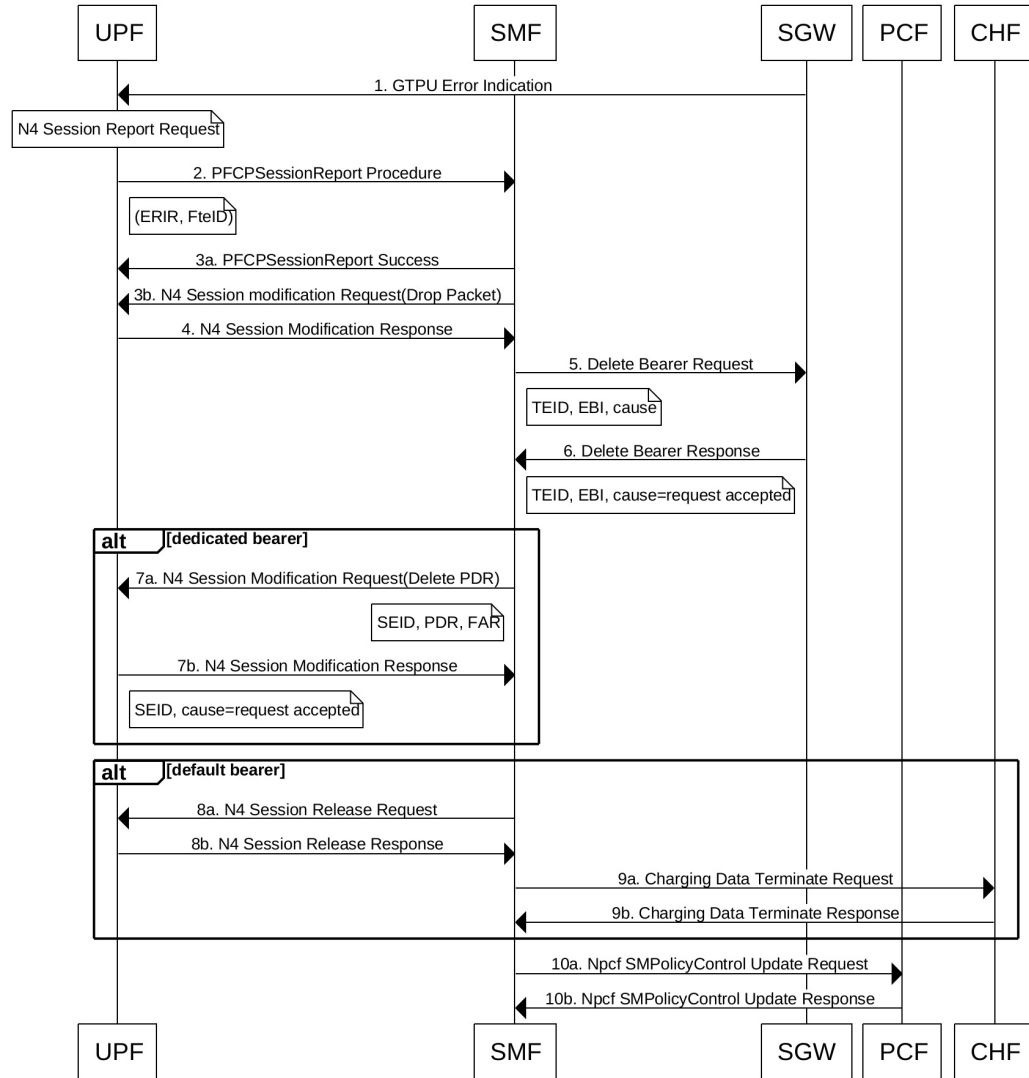 UPF SMF SGW PCF CHF
1. GTPU Error Indication
N4 Session Report Request
2. PFCPSessionReport Procedure
(ERIR, FteID)
3a. PFCPSessionReport Success
3b. N4 Session modification Request(Drop Packet)
4. N4 Session Modification Response
5. Delete Bearer Request
TEID, EBI, cause
6. Delete Bearer Response
TEID, EBI, cause=request accepted
alt [dedicated bearer]
7a. N4 Session Modification Request(Delete PDR)
SEID, PDR, FAR
7b. N4 Session Modification Response
SEID, cause=request accepted
alt [default bearer]
8a. N4 Session Release Request
8b. N4 Session Release Response
9a. Charging Data Terminate Request
9b. Charging Data Terminate Response
10a. Npcf SMPolicyControl Update Request
10b. Npcf SMPolicyControl Update Response
UPF SMF SGW PCF CHF